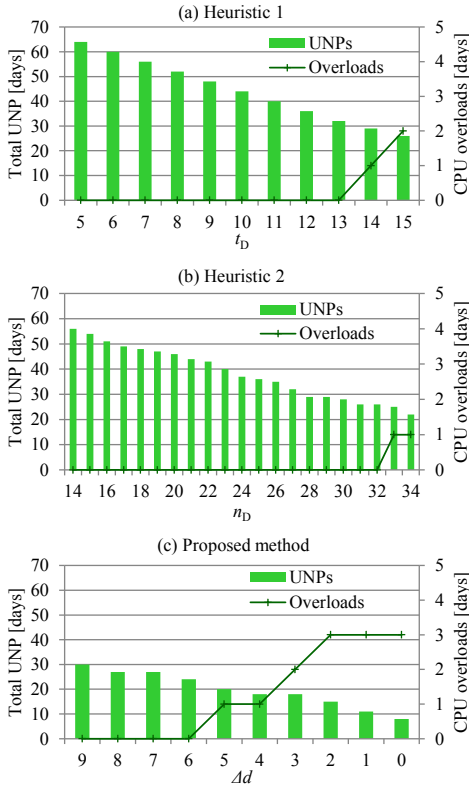 (a) Heuristic 1
70
60
50
40
30
20
10
0
Total UNP [days]
UNPs
Overloads
5
4
3
2
1
0
CPU overloads [days]
5 6 7 8 9 10 11 12 13 14 15
tD
(b) Heuristic 2
70
60
50
40
30
20
10
0
Total UNP [days]
UNPs
Overloads
5
4
3
2
1
0
CPU overloads [days]
14 16 18 20 22 24 26 28 30 32 34
nD
(c) Proposed method
70
60
50
40
30
20
10
0
Total UNP [days]
UNPs
Overloads
5
4
3
2
1
0
CPU overloads [days]
9 8 7 6 5 4 3 2 1 0
Δd